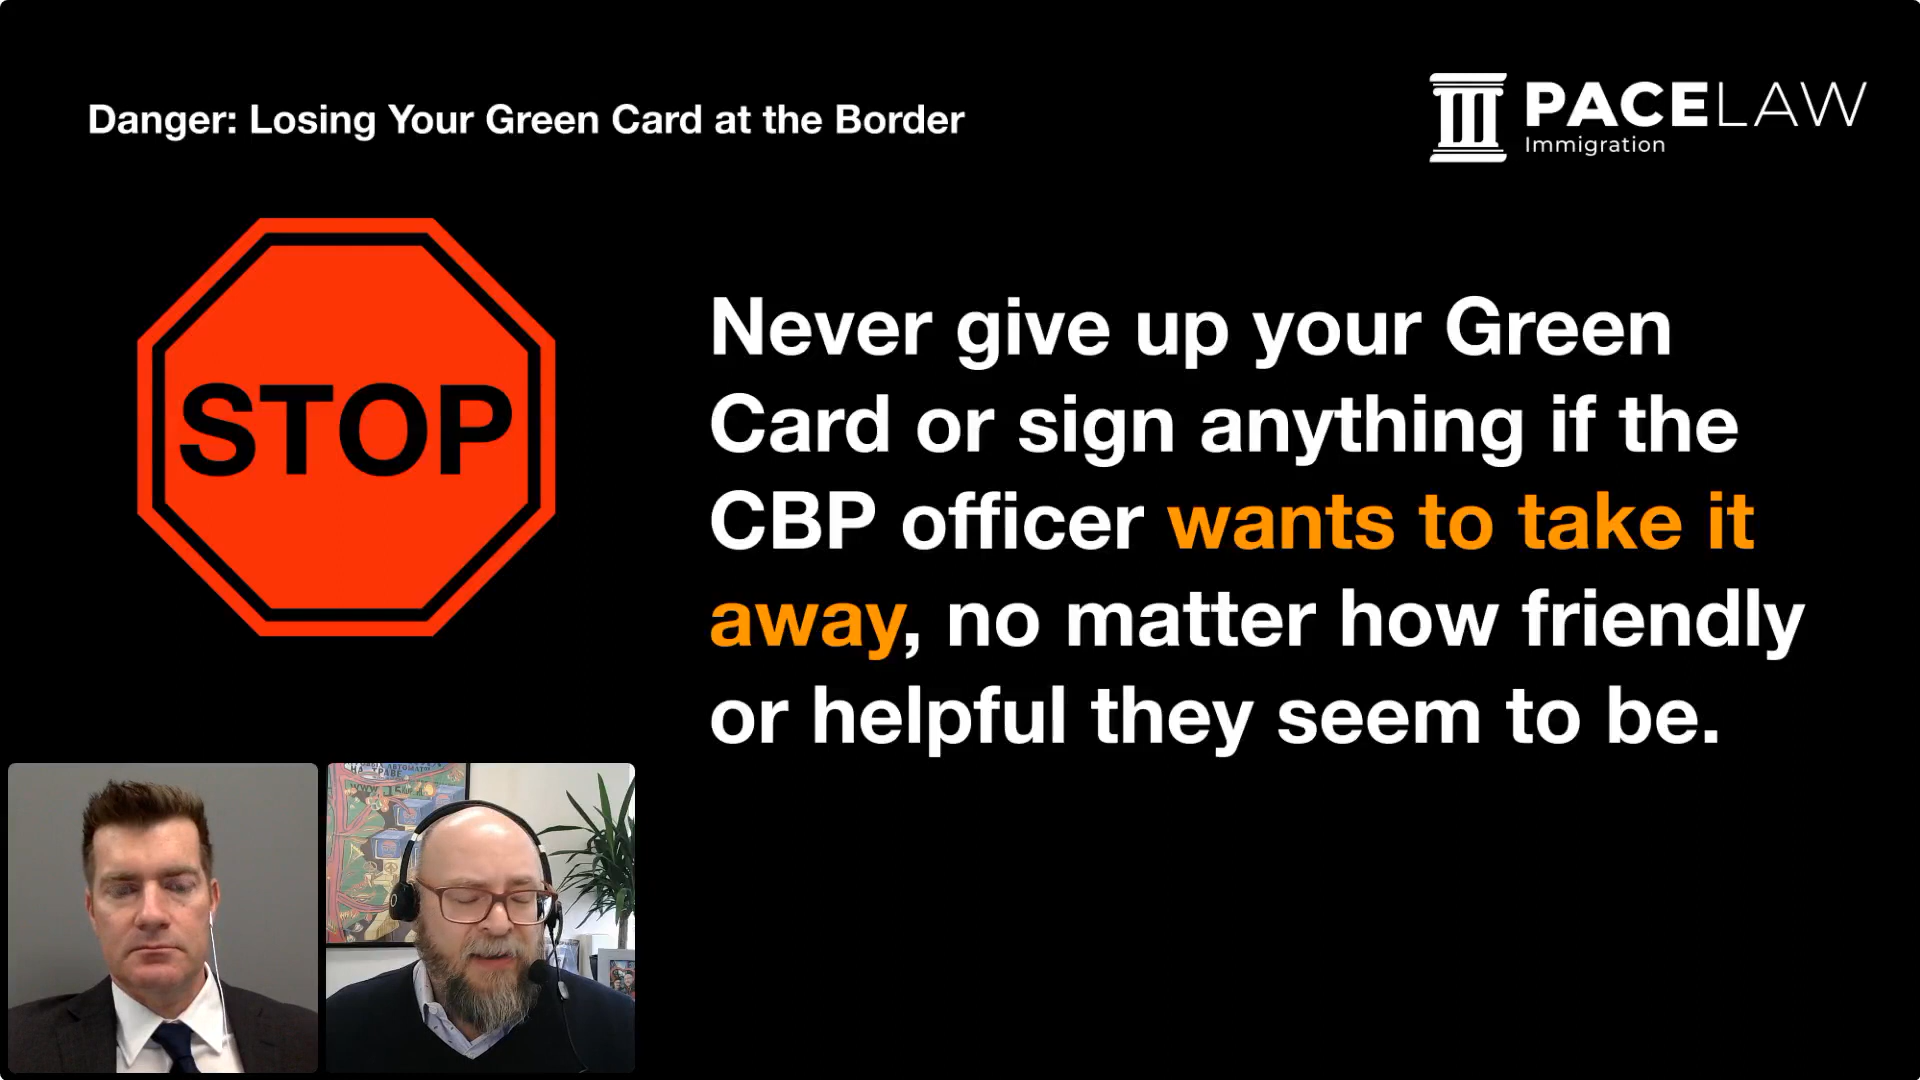 Danger: Losing Your Green Card at the Border
PACELAW
Immigration
STOP
Never give up your Green
Card or sign anything if the
CBP officer wants to take it
away, no matter how friendly
or helpful they seem to be.
НА ТРАВЕ